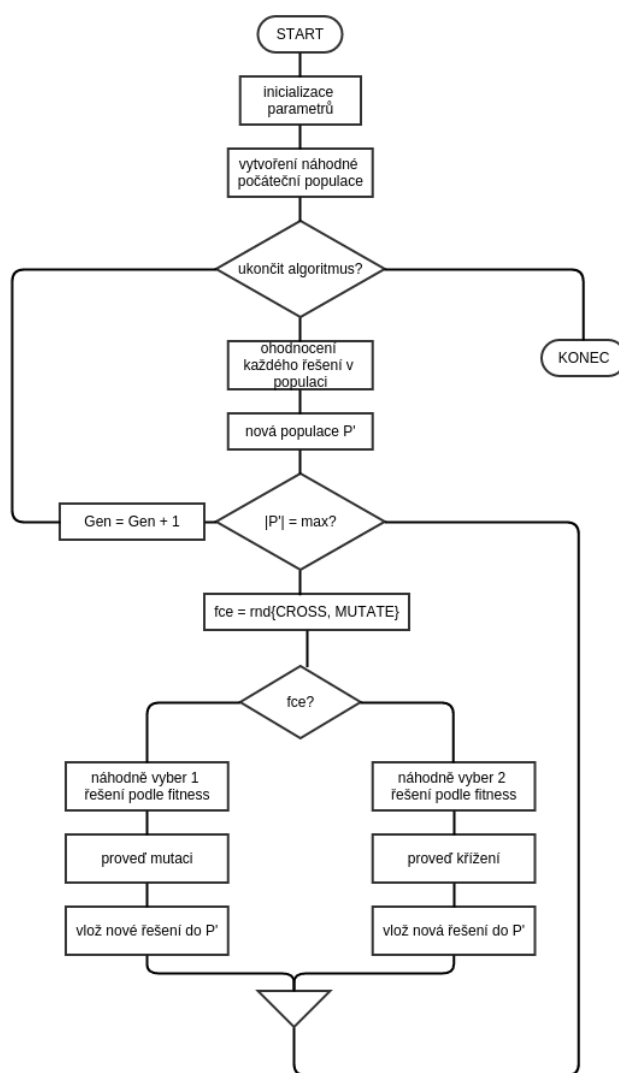 START
inicializace
parametrů
vytvoření náhodné
počáteční populace
ukončit algoritmus?
ohodnocení
každého řešení v
populaci
KONEC
nová populace P'
Gen = Gen + 1
|P'| = max?
fce = rnd{CROSS, MUTATE}
fce?
náhodně vyber 1
řešení podle fitness
náhodně vyber 2
řešení podle fitness
proveď mutaci
proveď křížení
vlož nové řešení do P'
vlož nová řešení do P'